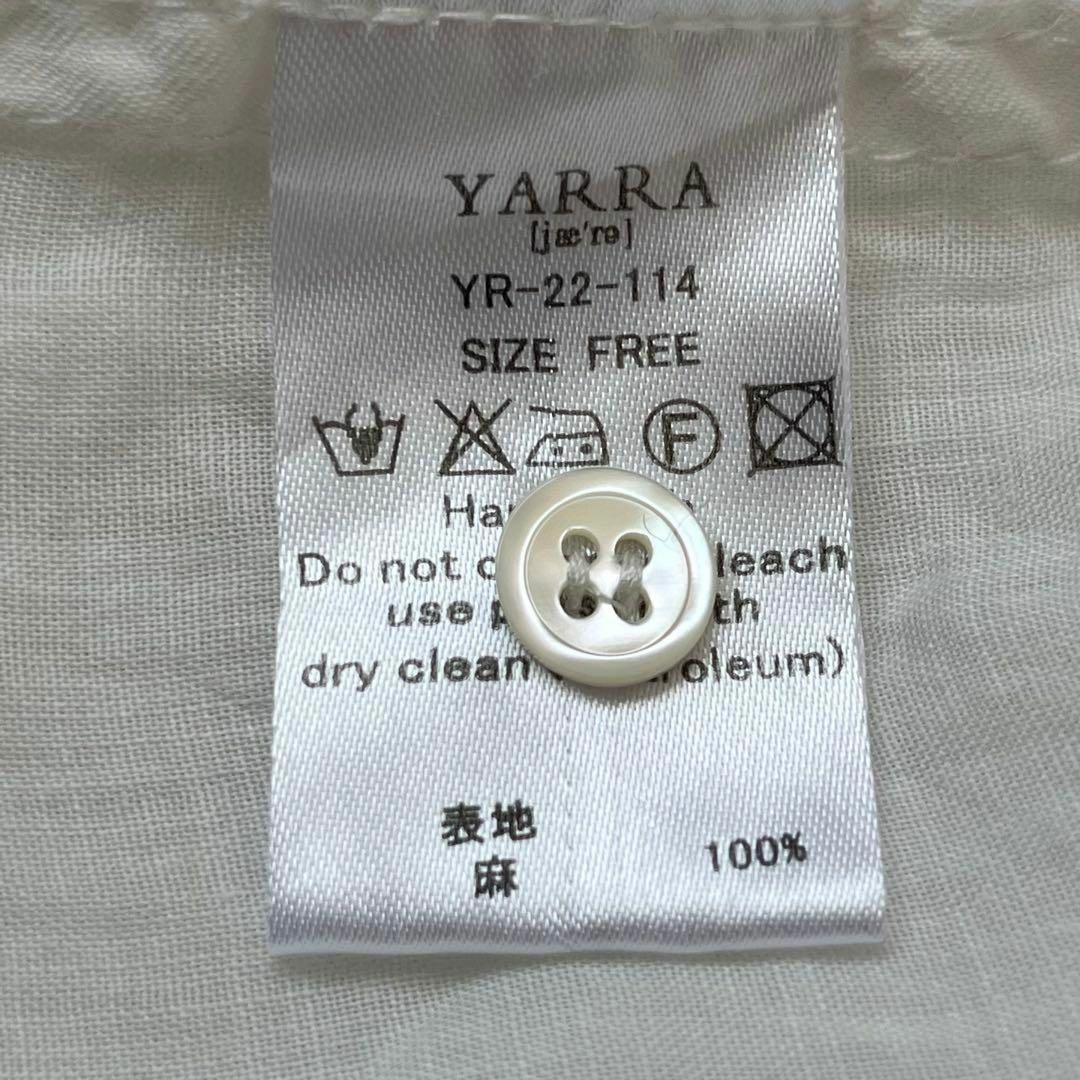 YARRA
[jæ'rə]
YR-22-114
SIZE FREE
F
Do not leach
use th
dry clean oleum)
表地
麻 100%